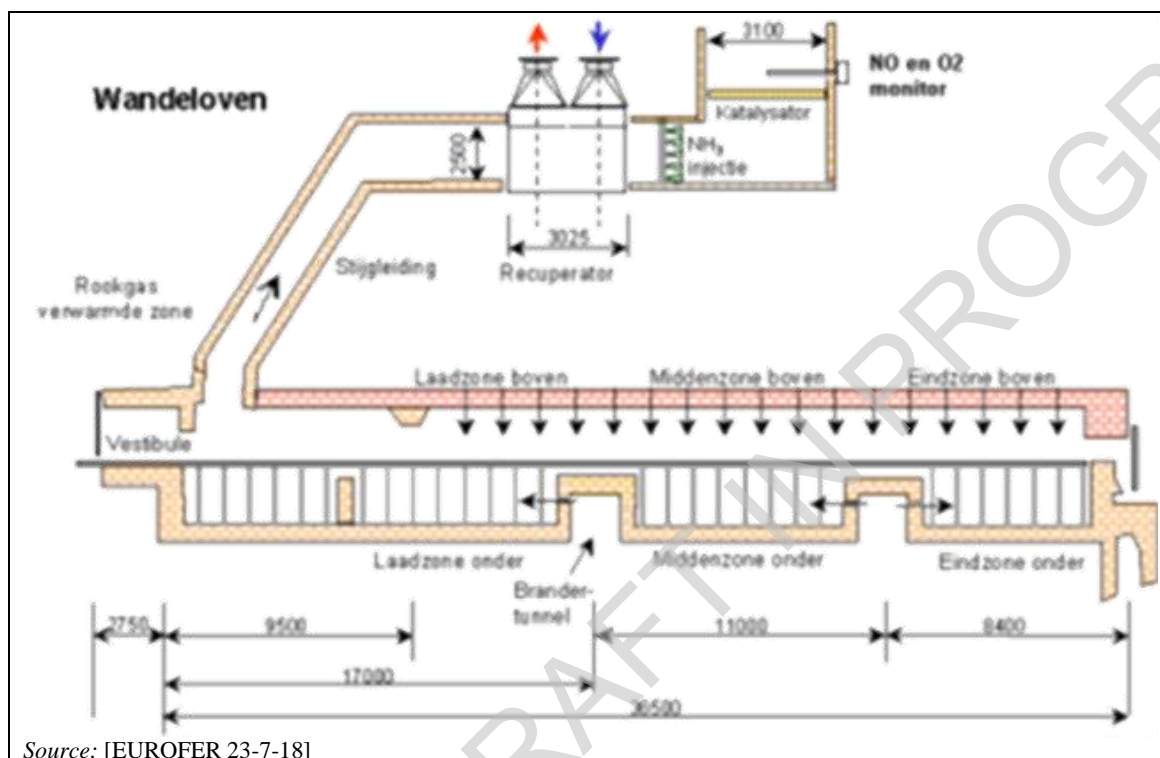 Wandeloven
3100
NO en O2
monitor
Katalysator
NH3
injectie
2500
3025
Recuperator
Stijgleiding
Rookgas
verwarmde zone
Laadzone boven
Middenzone boven
Eindzone boven
Vestibule
Laadzone onder
Middenzone onder
Eindzone onder
Brander-
tunnel
2750
9500
11000
8400
17000
36500
Source: [EUROFER 23-7-18]
DRAFT IN PROGR